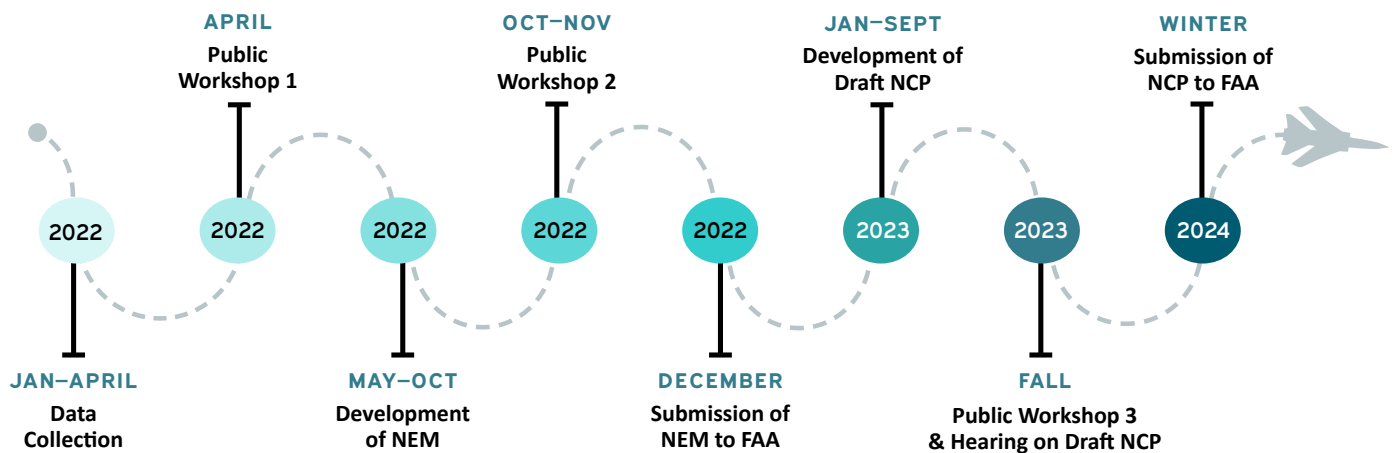 APRIL
Public
Workshop 1
OCT–NOV
Public
Workshop 2
JAN–SEPT
Development of
Draft NCP
WINTER
Submission of
NCP to FAA
2022
2022
2022
2022
2022
2023
2023
2024
JAN–APRIL
Data
Collection
MAY–OCT
Development
of NEM
DECEMBER
Submission of
NEM to FAA
FALL
Public Workshop 3
& Hearing on Draft NCP